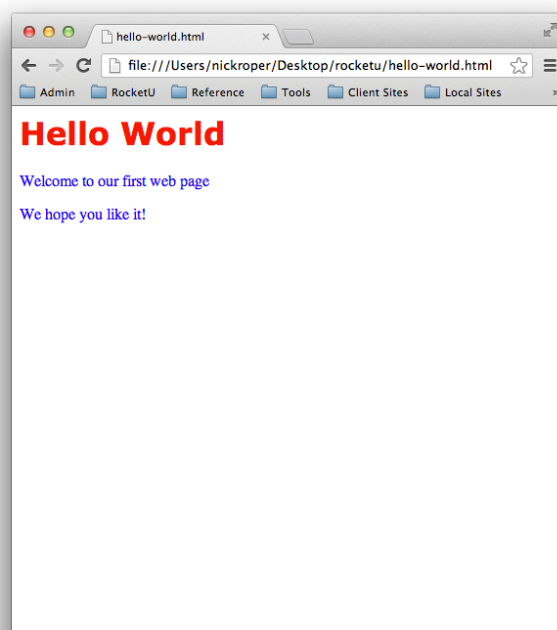 hello-world.html
file:///Users/nickroper/Desktop/rocketu/hello-world.html
Admin RocketU Reference Tools Client Sites Local Sites »
Hello World
Welcome to our first web page
We hope you like it!